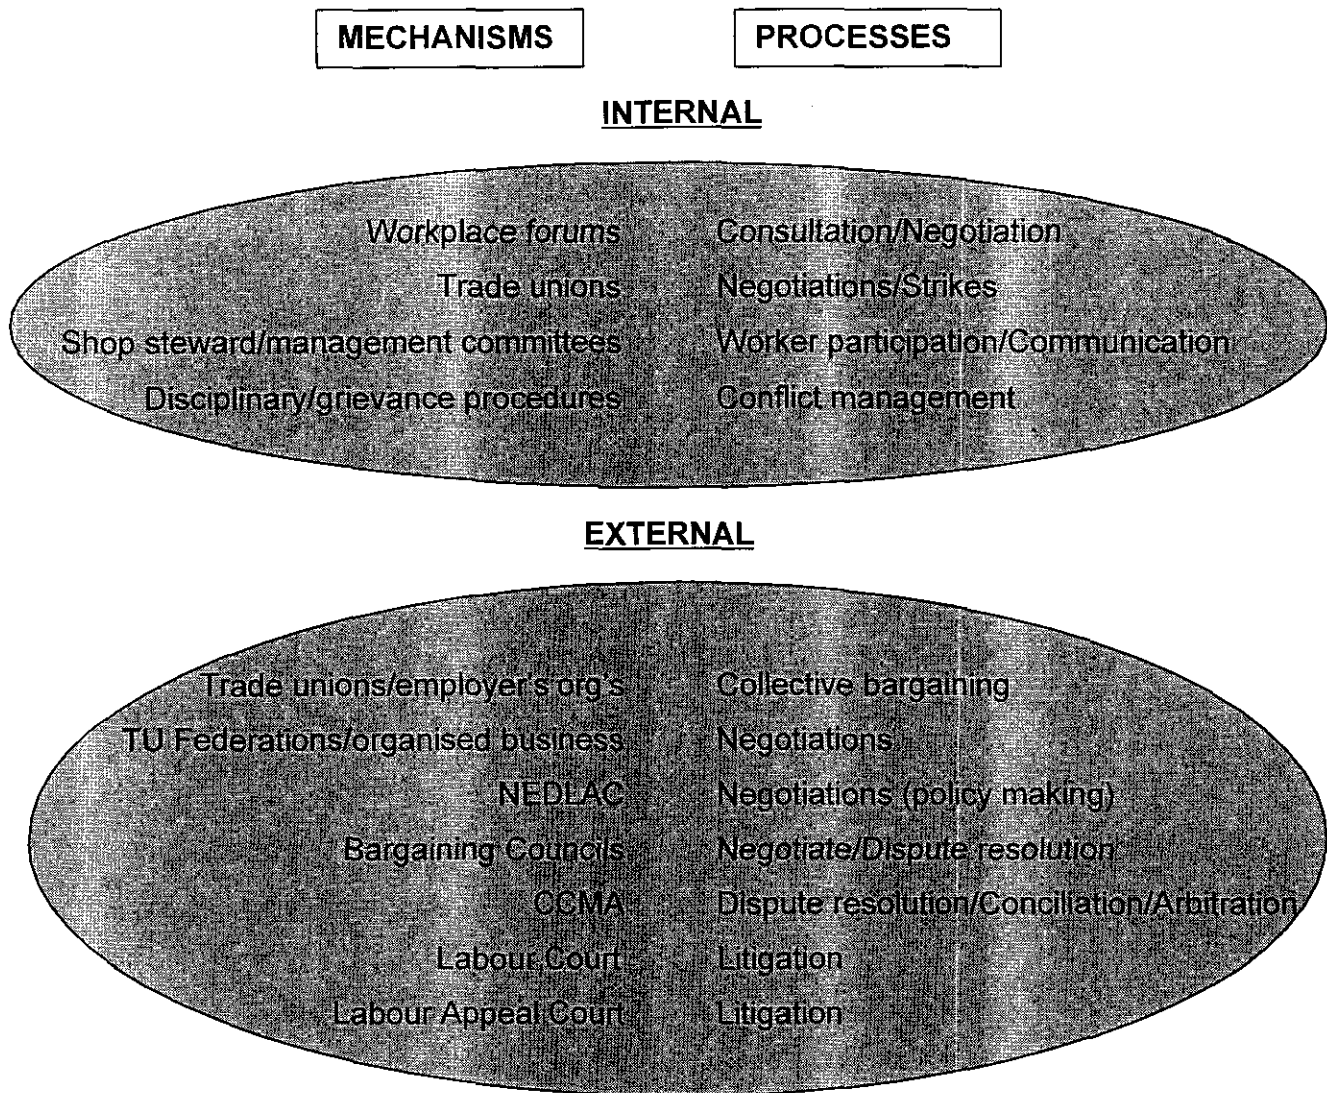 MECHANISMS PROCESSES
INTERNAL
Workplace forums Consultation/Negotiation
Trade unions Negotiations/Strikes
Shop steward/management committees Worker participation/Communication
Disciplinary/grievance procedures Conflict management
EXTERNAL
Trade unions/employer's org's Collective bargaining
TU Federations/organised business Negotiations
NEDLAC Negotiations (policy making)
Bargaining Councils Negotiate/Dispute resolution
CCMA Dispute resolution/Conciliation/Arbitration
Labour Court Litigation
Labour Appeal Court Litigation